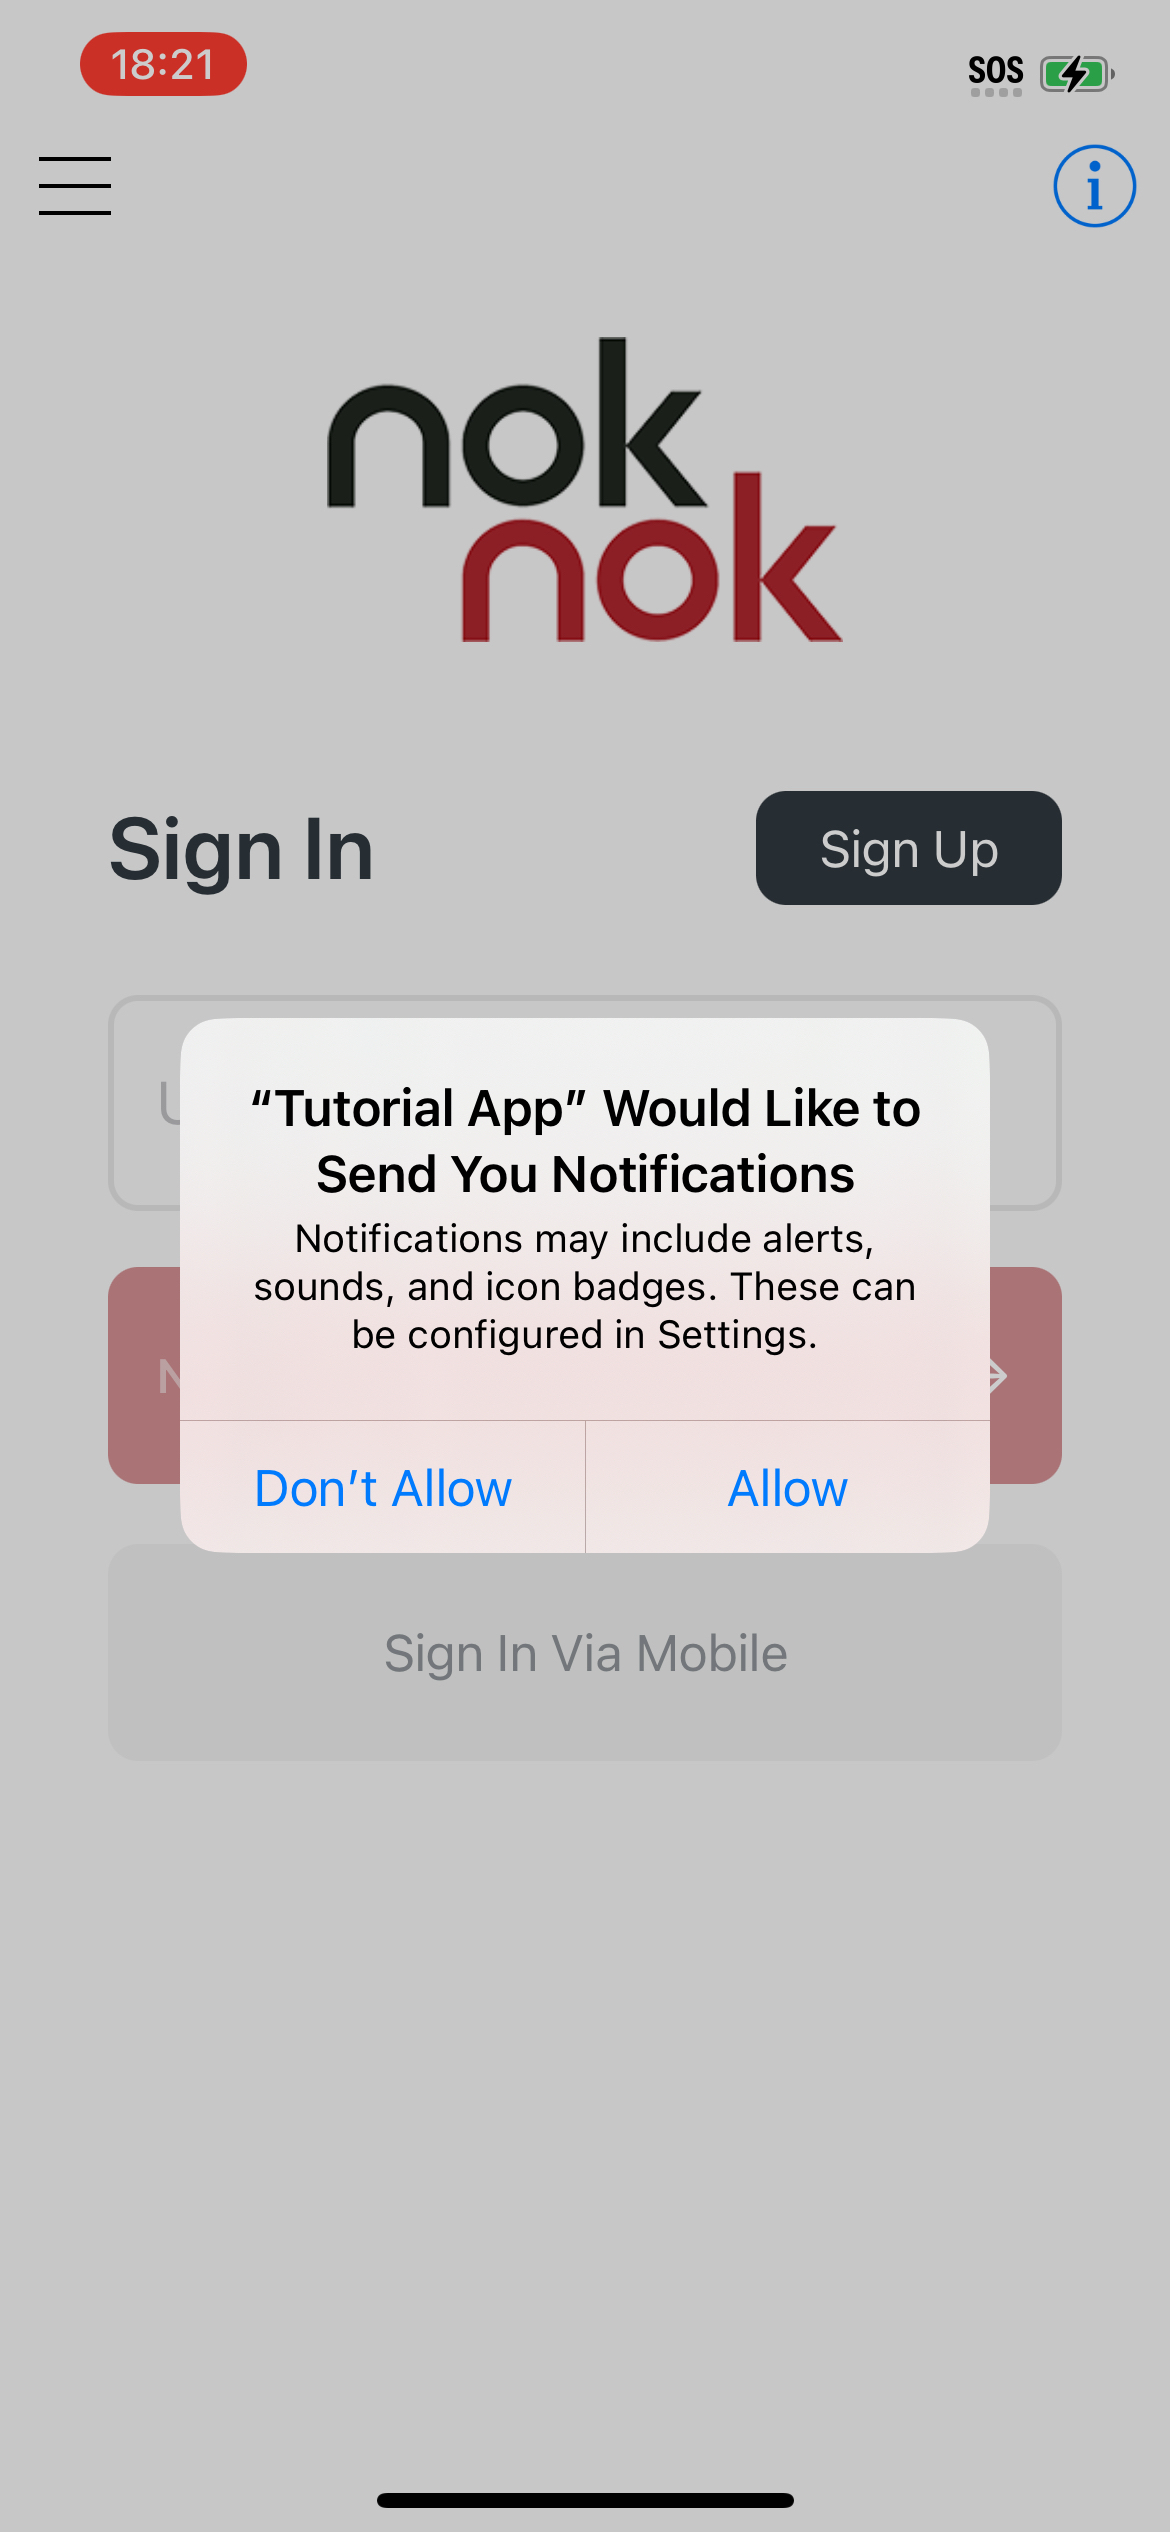 18:21
SOS
i
nok
nok
Sign In
Sign Up
“Tutorial App” Would Like to
Send You Notifications
Notifications may include alerts,
sounds, and icon badges. These can
be configured in Settings.
Don’t Allow
Allow
Sign In Via Mobile